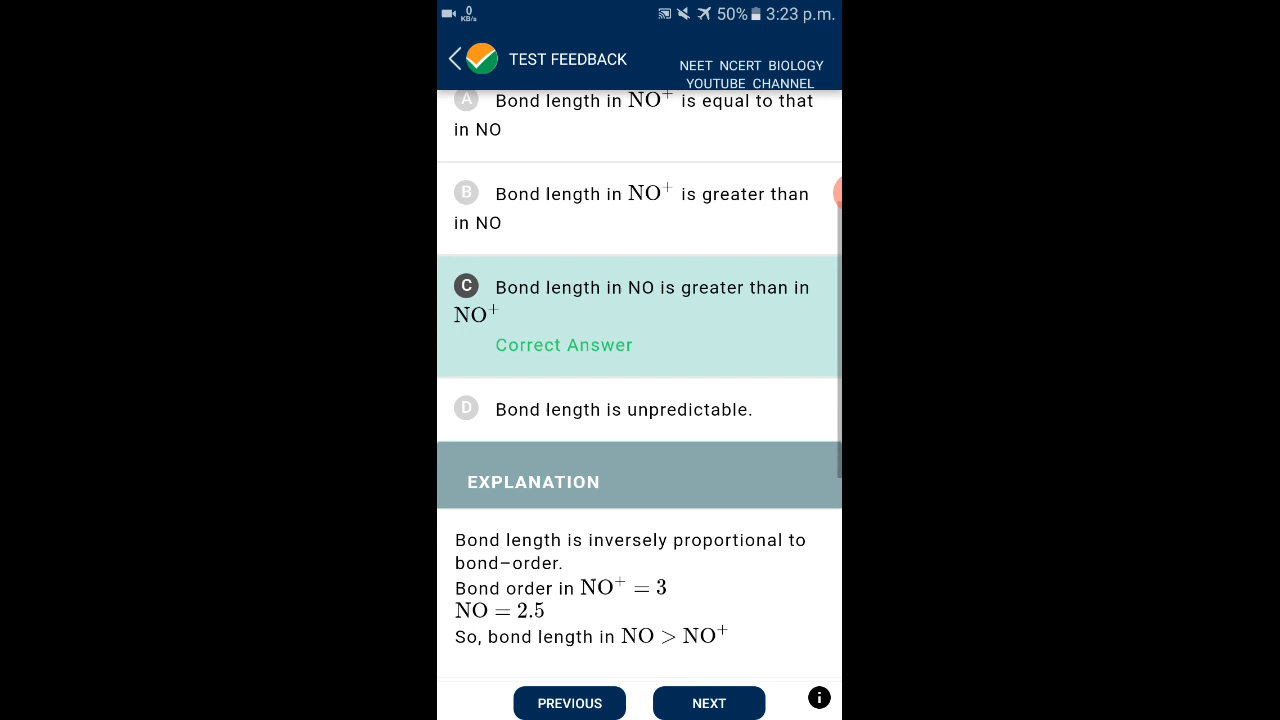 0
KB/s
50% 3:23 p.m.
TEST FEEDBACK
NEET NCERT BIOLOGY
YOUTUBE CHANNEL
A Bond length in NO⁺ is equal to that
in NO
B Bond length in NO⁺ is greater than
in NO
C Bond length in NO is greater than in
NO⁺
Correct Answer
D Bond length is unpredictable.
EXPLANATION
Bond length is inversely proportional to
bond–order.
Bond order in NO⁺ = 3
NO = 2.5
So, bond length in NO > NO⁺
PREVIOUS
NEXT
i